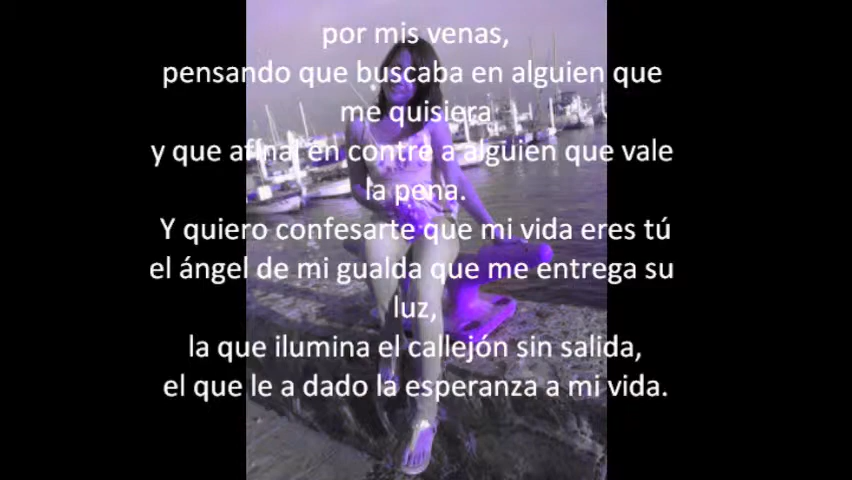 por mis venas,
pensando que buscaba en alguien que
me quisiera
y que afinal en contre a alguien que vale
la pena.
Y quiero confesarte que mi vida eres tú
el ángel de mi gualda que me entrega su
luz,
la que ilumina el callejón sin salida,
el que le a dado la esperanza a mi vida.